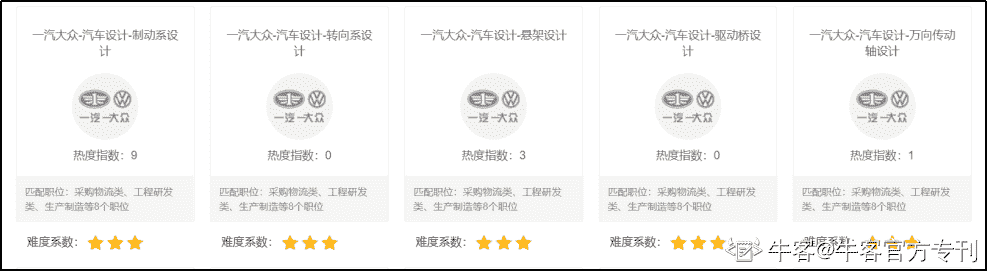 一汽大众-汽车设计-制动系设
计
一汽-大众
热度指数：9
匹配职位：采购物流类、工程研发
类、生产制造等8个职位
难度系数：
一汽大众-汽车设计-转向系设
计
一汽-大众
热度指数：0
匹配职位：采购物流类、工程研发
类、生产制造等8个职位
难度系数：
一汽大众-汽车设计-悬架设计
一汽-大众
热度指数：3
匹配职位：采购物流类、工程研发
类、生产制造等8个职位
难度系数：
一汽大众-汽车设计-驱动桥设
计
一汽-大众
热度指数：0
匹配职位：采购物流类、工程研发
类、生产制造等8个职位
难度系数：
一汽大众-汽车设计-万向传动
轴设计
一汽-大众
热度指数：1
匹配职位：采购物流类、工程研发
类、生产制造等8个职位
难度系数：
牛客@牛客官方专刊